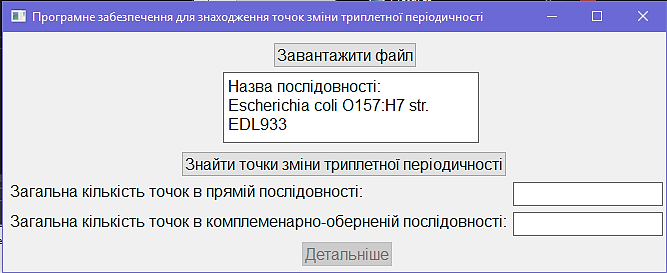 Програмне забезпечення для знаходження точок зміни триплетної періодичності
Завантажити файл
Назва послідовності:
Escherichia coli O157:H7 str.
EDL933
Знайти точки зміни триплетної періодичності
Загальна кількість точок в прямій послідовності:
Загальна кількість точок в комплеменарно-оберненій послідовності:
Детальніше